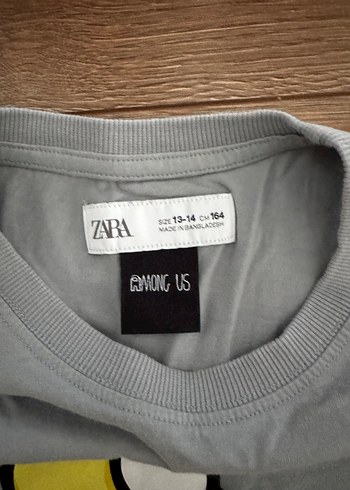 ZARA
SIZE 13-14 CM 164
MADE IN BANGLADESH
AMONG US